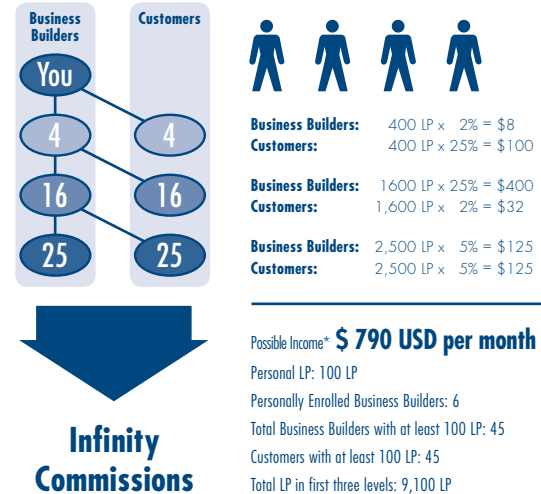 Business Builders
Customers
You
4
4
16
16
25
25
Infinity
Commissions
Business Builders: 400 LP x 2% = $8
Customers: 400 LP x 25% = $100
Business Builders: 1600 LP x 25% = $400
Customers: 1,600 LP x 2% = $32
Business Builders: 2,500 LP x 5% = $125
Customers: 2,500 LP x 5% = $125
Possible Income* $ 790 USD per month
Personal LP: 100 LP
Personally Enrolled Business Builders: 6
Total Business Builders with at least 100 LP: 45
Customers with at least 100 LP: 45
Total LP in first three levels: 9,100 LP